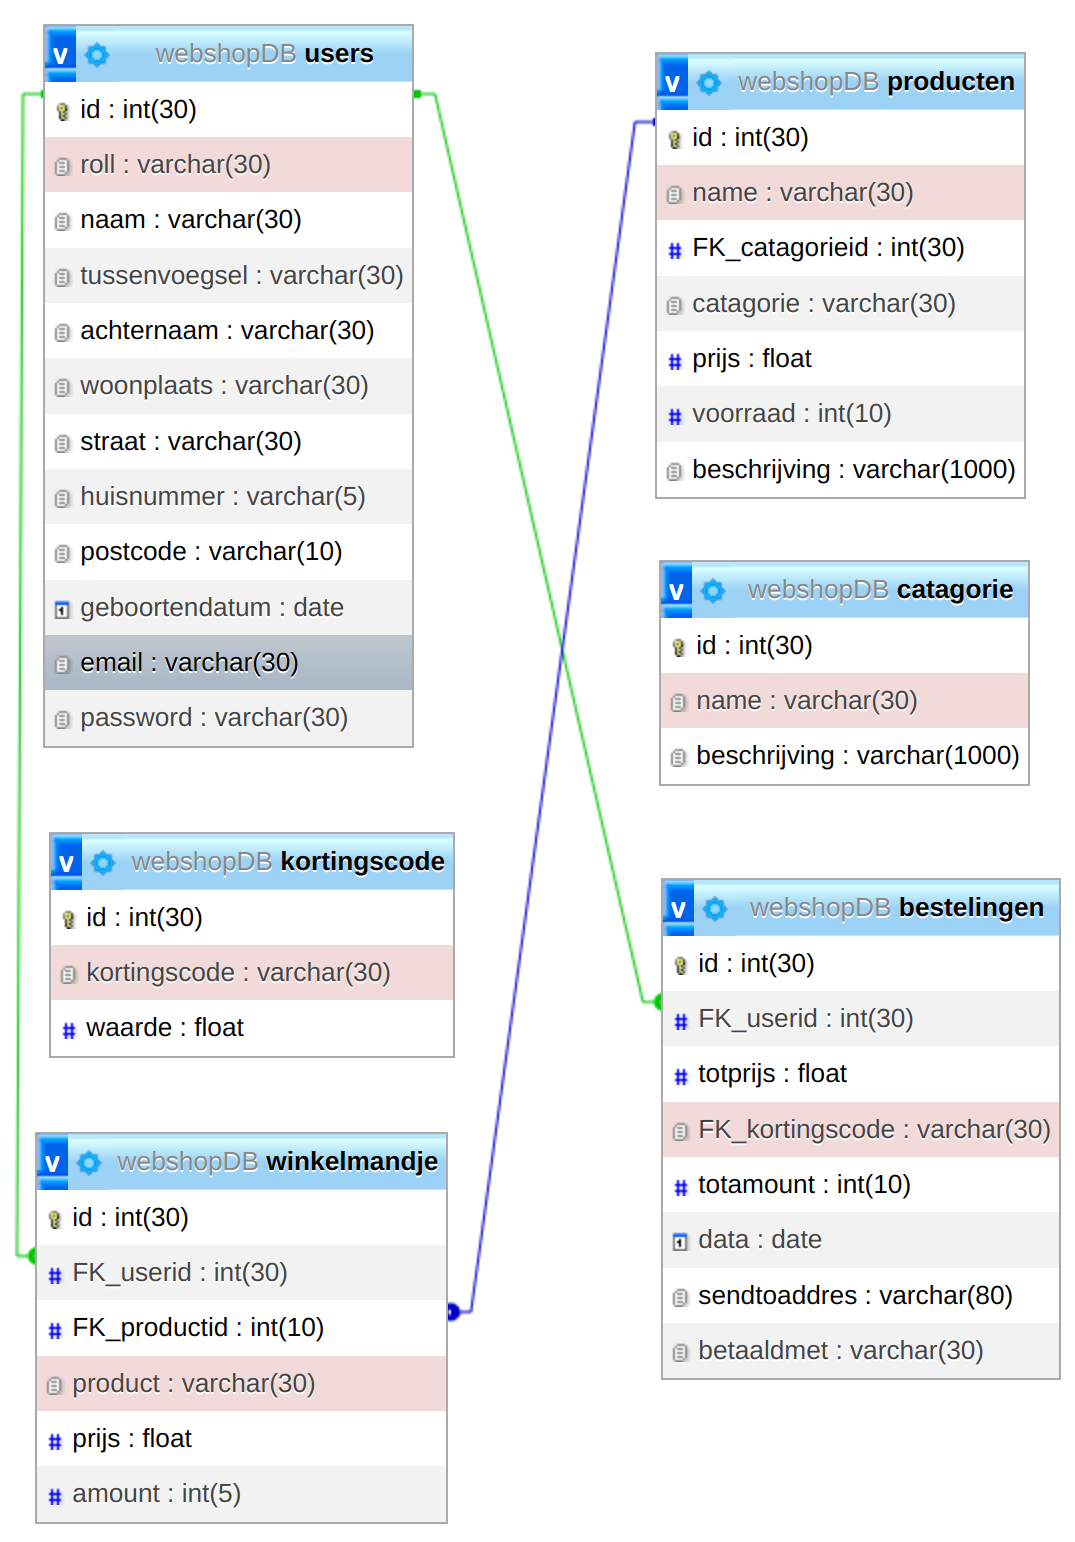 webshopDB users
id : int(30)
roll : varchar(30)
naam : varchar(30)
tussenvoegsel : varchar(30)
achternaam : varchar(30)
woonplaats : varchar(30)
straat : varchar(30)
huisnummer : varchar(5)
postcode : varchar(10)
geboortendatum : date
email : varchar(30)
password : varchar(30)
webshopDB producten
id : int(30)
name : varchar(30)
FK_catagorieid : int(30)
catagorie : varchar(30)
prijs : float
voorraad : int(10)
beschrijving : varchar(1000)
webshopDB catagorie
id : int(30)
name : varchar(30)
beschrijving : varchar(1000)
webshopDB kortingscode
id : int(30)
kortingscode : varchar(30)
waarde : float
webshopDB bestelingen
id : int(30)
FK_userid : int(30)
totprijs : float
FK_kortingscode : varchar(30)
totamount : int(10)
data : date
sendtoaddres : varchar(80)
betaaldmet : varchar(30)
webshopDB winkelmandje
id : int(30)
FK_userid : int(30)
FK_productid : int(10)
product : varchar(30)
prijs : float
amount : int(5)